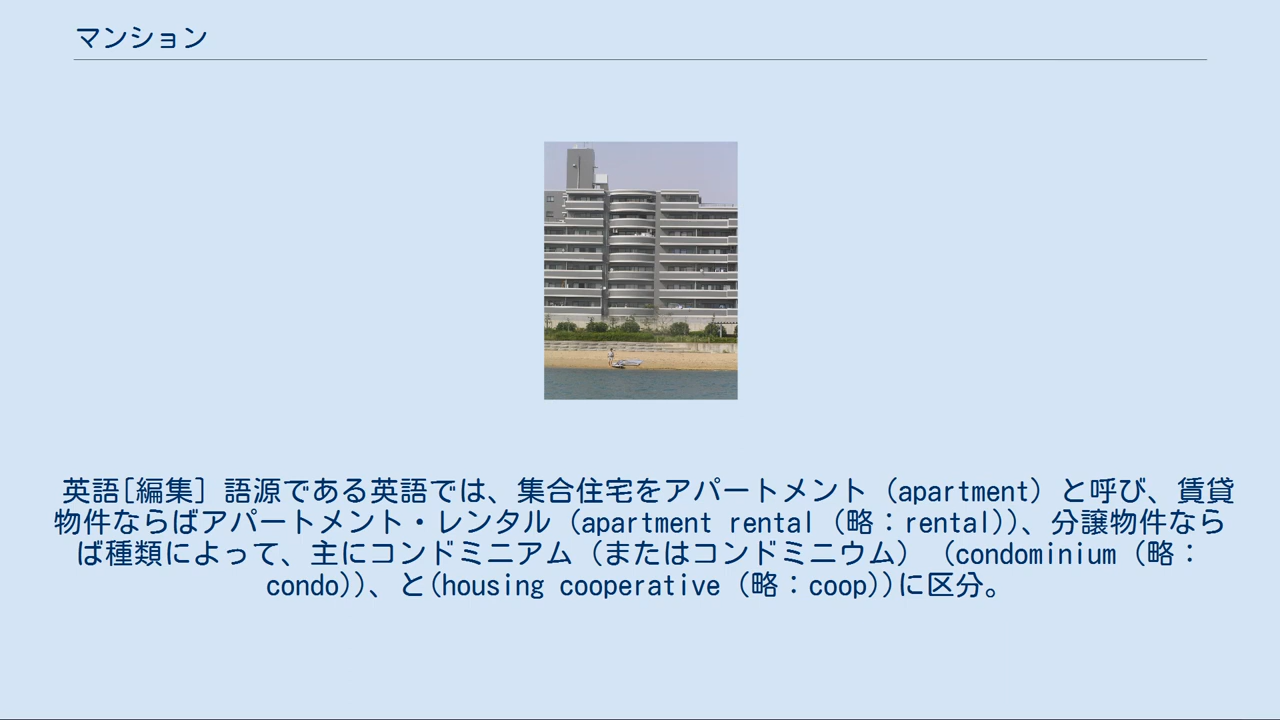 マンション
英語[編集] 語源である英語では、集合住宅をアパートメント（apartment）と呼び、賃貸
物件ならばアパートメント・レンタル（apartment rental（略：rental))、分譲物件なら
ば種類によって、主にコンドミニアム（またはコンドミニウム）（condominium（略：
condo))、と(housing cooperative（略：coop))に区分。